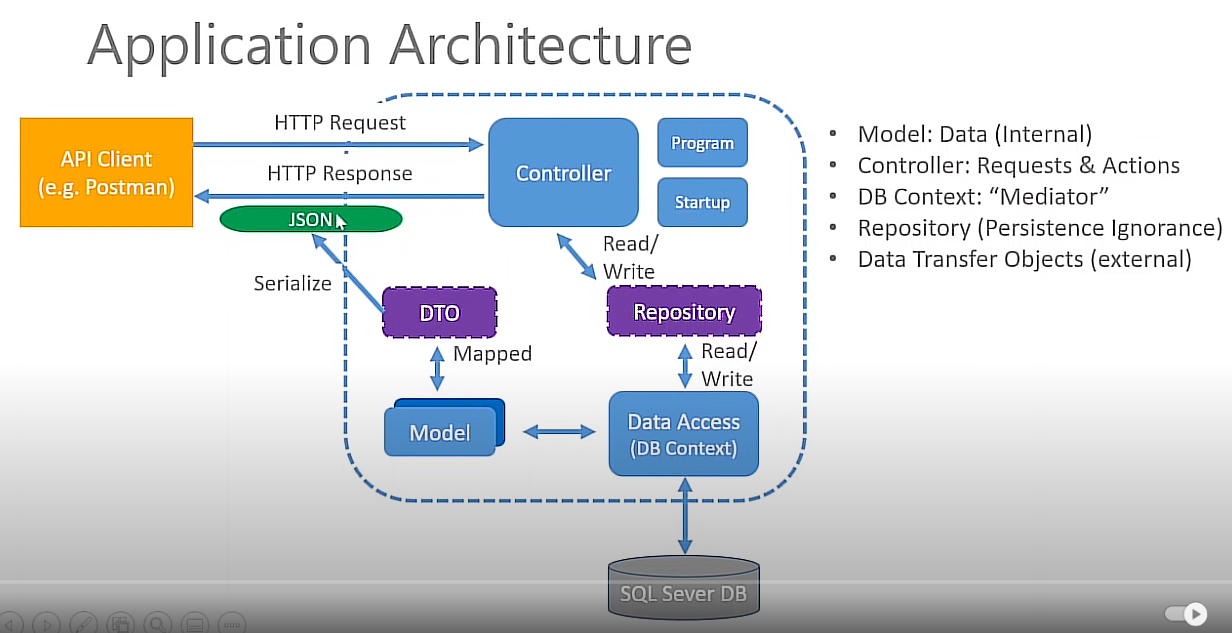 Application Architecture
HTTP Request
API Client
(e.g. Postman)
HTTP Response
JSON
Serialize
Controller
Program
Startup
Read/
Write
DTO
Repository
Mapped
Read/
Write
Model
Data Access
(DB Context)
SQL Sever DB
• Model: Data (Internal)
• Controller: Requests & Actions
• DB Context: “Mediator”
• Repository (Persistence Ignorance)
• Data Transfer Objects (external)